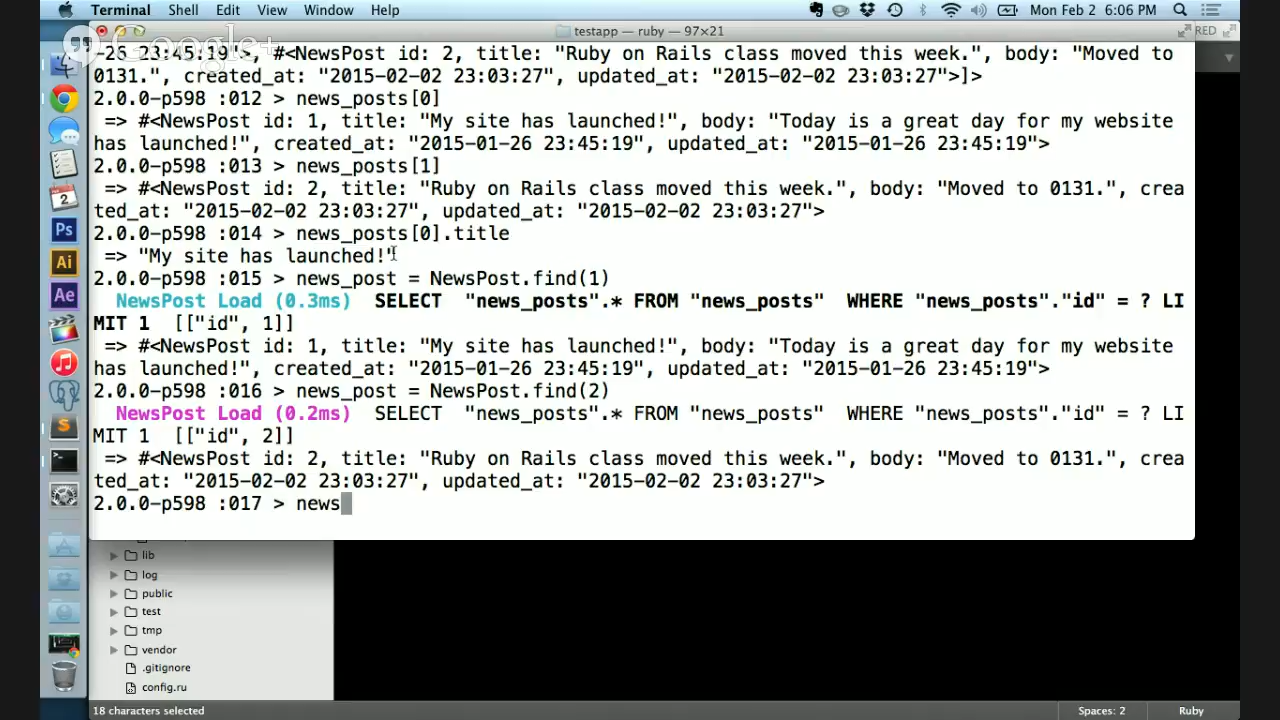 Terminal Shell Edit View Window Help Mon Feb 2 6:06 PM
Google+
testapp — ruby — 97×21
RED
-26 23:45:19">, #<NewsPost id: 2, title: "Ruby on Rails class moved this week.", body: "Moved to
0131.", created_at: "2015-02-02 23:03:27", updated_at: "2015-02-02 23:03:27">]>
2.0.0-p598 :012 > news_posts[0]
=> #<NewsPost id: 1, title: "My site has launched!", body: "Today is a great day for my website
has launched!", created_at: "2015-01-26 23:45:19", updated_at: "2015-01-26 23:45:19">
2.0.0-p598 :013 > news_posts[1]
=> #<NewsPost id: 2, title: "Ruby on Rails class moved this week.", body: "Moved to 0131.", crea
ted_at: "2015-02-02 23:03:27", updated_at: "2015-02-02 23:03:27">
2.0.0-p598 :014 > news_posts[0].title
=> "My site has launched!"
2.0.0-p598 :015 > news_post = NewsPost.find(1)
NewsPost Load (0.3ms) SELECT "news_posts".* FROM "news_posts" WHERE "news_posts"."id" = ? LI
MIT 1 [["id", 1]]
=> #<NewsPost id: 1, title: "My site has launched!", body: "Today is a great day for my website
has launched!", created_at: "2015-01-26 23:45:19", updated_at: "2015-01-26 23:45:19">
2.0.0-p598 :016 > news_post = NewsPost.find(2)
NewsPost Load (0.2ms) SELECT "news_posts".* FROM "news_posts" WHERE "news_posts"."id" = ? LI
MIT 1 [["id", 2]]
=> #<NewsPost id: 2, title: "Ruby on Rails class moved this week.", body: "Moved to 0131.", crea
ted_at: "2015-02-02 23:03:27", updated_at: "2015-02-02 23:03:27">
2.0.0-p598 :017 > news
2
Ps
Ai
Ae
S
lib
log
public
test
tmp
vendor
.gitignore
config.ru
18 characters selected Spaces: 2 Ruby